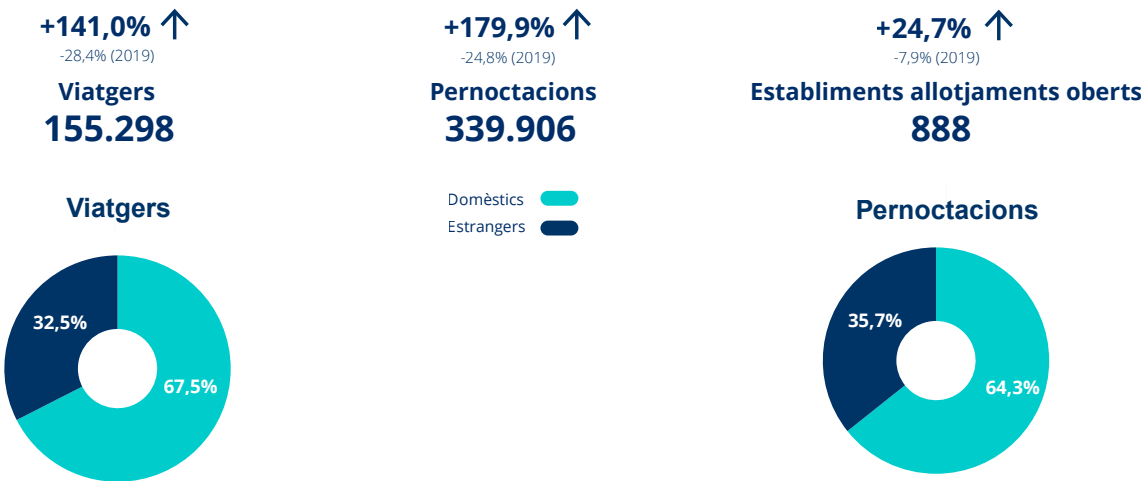 +141,0%
-28,4% (2019)
Viatgers
155.298
+179,9%
-24,8% (2019)
Pernoctacions
339.906
+24,7%
-7,9% (2019)
Establiments allotjaments oberts
888
Domèstics
Estrangers
Viatgers
32,5%
67,5%
Pernoctacions
35,7%
64,3%